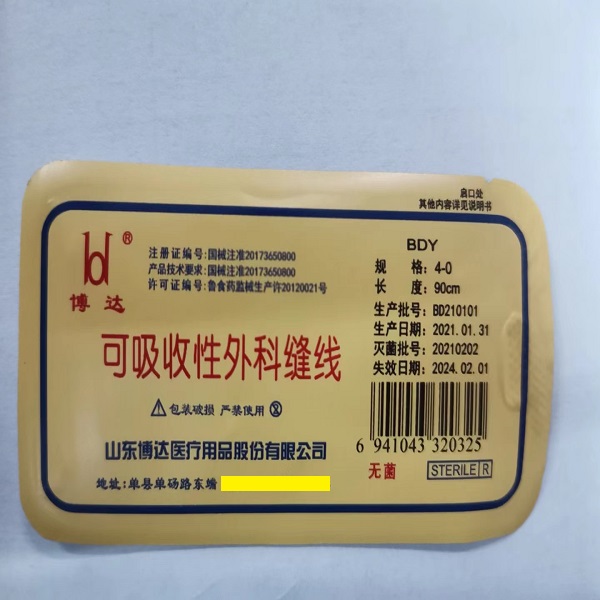 启口处
其他内容详见说明书
bd®
博达
注册证编号:国械注准20173650800
产品技术要求:国械注准20173650800
许可证编号:鲁食药监械生产许20120021号
可吸收性外科缝线
包装破损 严禁使用
山东博达医疗用品股份有限公司
地址:单县单砀路东端
BDY
规 格: 4-0
长 度: 90cm
生产批号: BD210101
生产日期: 2021.01.31
灭菌批号: 20210202
失效日期: 2024.02.01
6 941043 320325
无菌 STERILE R